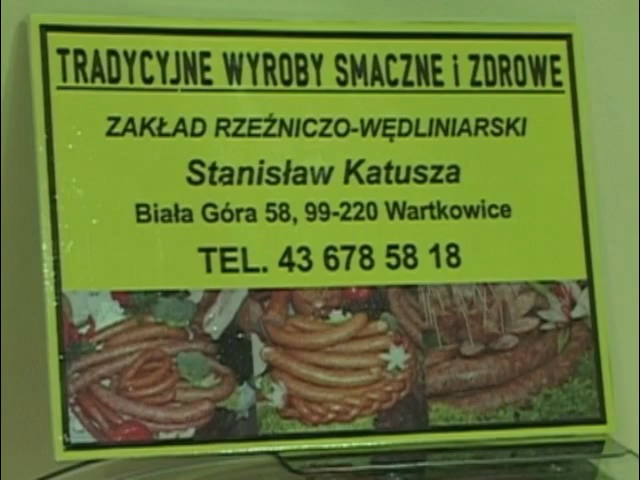 TRADYCYJNE WYROBY SMACZNE i ZDROWE
ZAKŁAD RZEŹNICZO-WĘDLINIARSKI
Stanisław Katusza
Biała Góra 58, 99-220 Wartkowice
TEL. 43 678 58 18